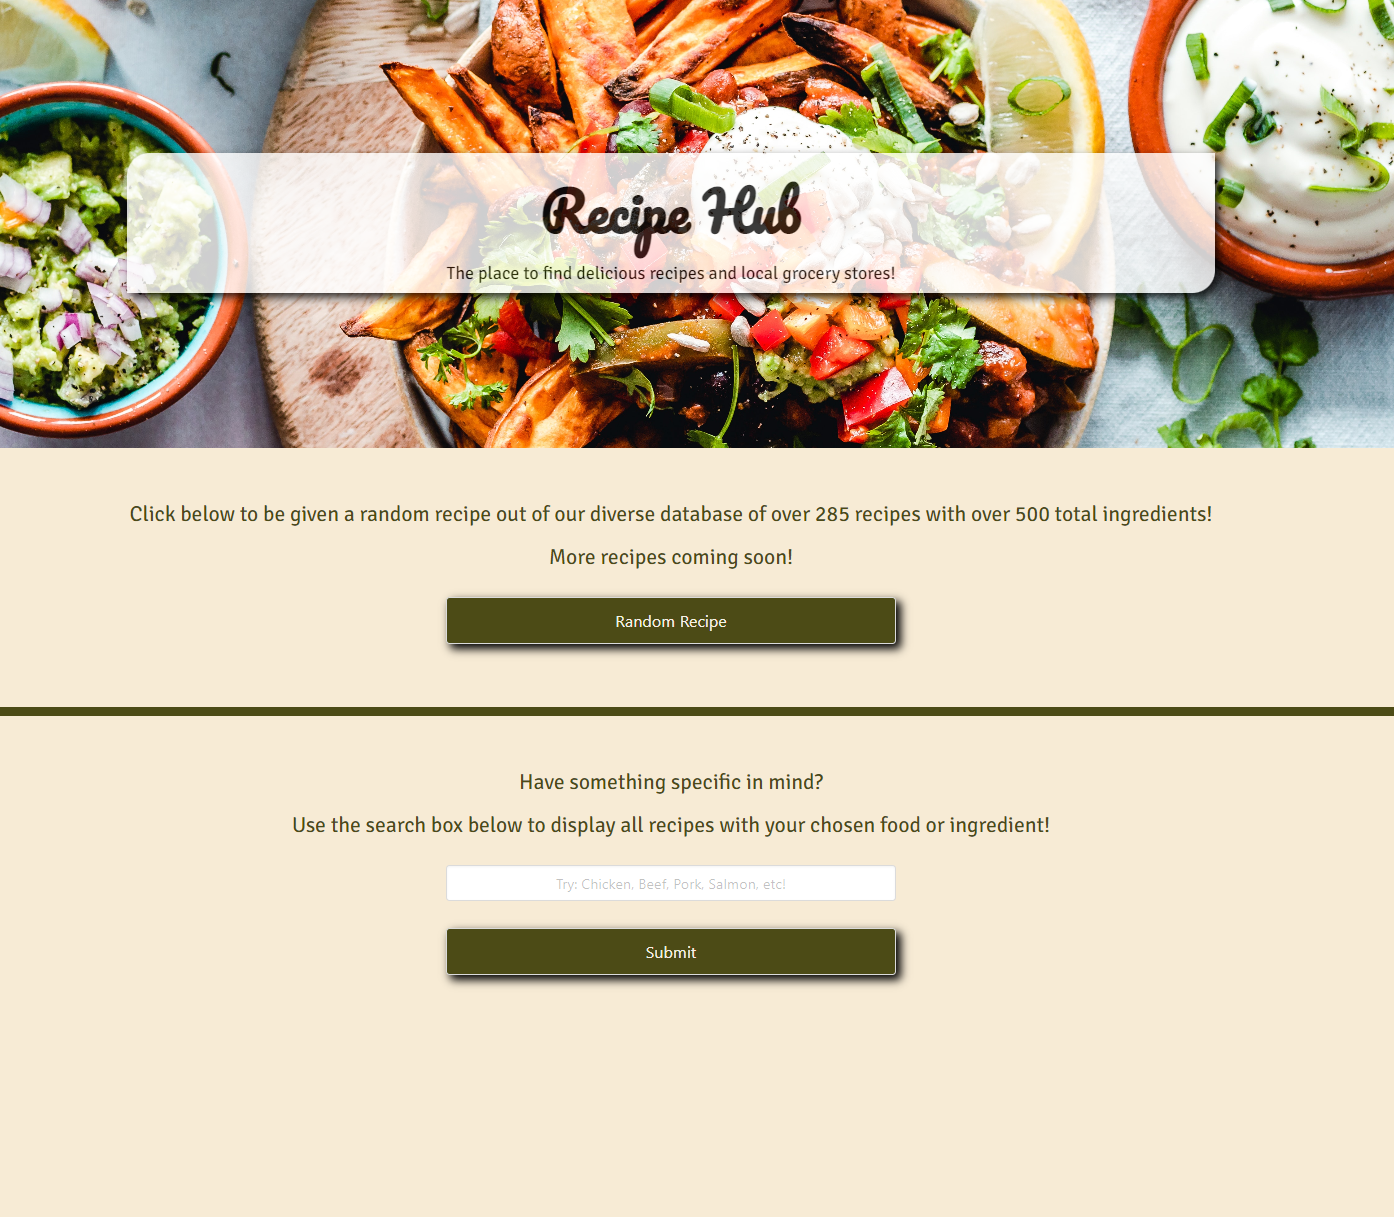 Recipe Hub
The place to find delicious recipes and local grocery stores!
Click below to be given a random recipe out of our diverse database of over 285 recipes with over 500 total ingredients!
More recipes coming soon!
Random Recipe
Have something specific in mind?
Use the search box below to display all recipes with your chosen food or ingredient!
Try: Chicken, Beef, Pork, Salmon, etc!
Submit